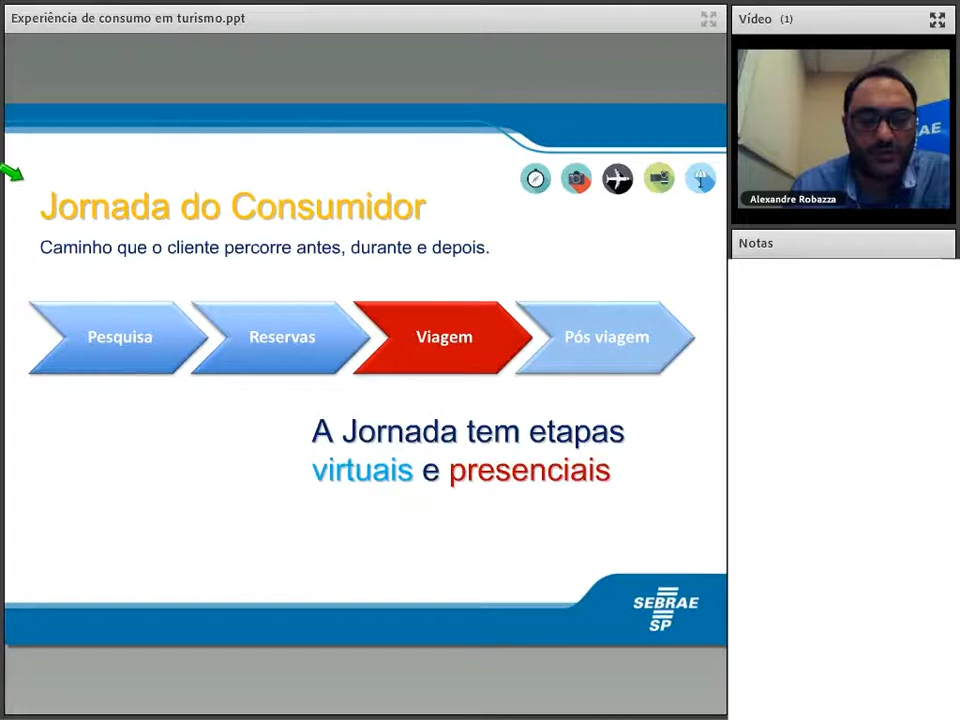 Experiência de consumo em turismo.ppt
Vídeo (1)
AE
Alexandre Robazza
Notas
Jornada do Consumidor
Caminho que o cliente percorre antes, durante e depois.
Pesquisa
Reservas
Viagem
Pós viagem
A Jornada tem etapas
virtuais e presenciais
SEBRAE
SP